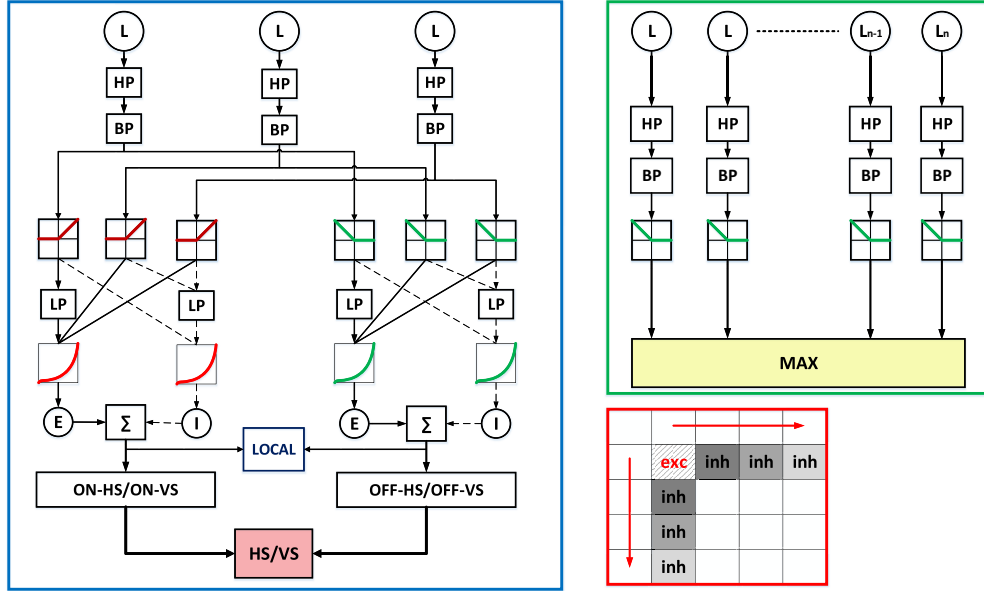 L L L
HP HP HP
BP BP BP
LP LP LP LP
E Σ I E Σ I
LOCAL
ON-HS/ON-VS OFF-HS/OFF-VS
HS/VS
L L Ln-1 Ln
HP HP HP HP
BP BP BP BP
MAX
exc inh inh inh
inh
inh
inh